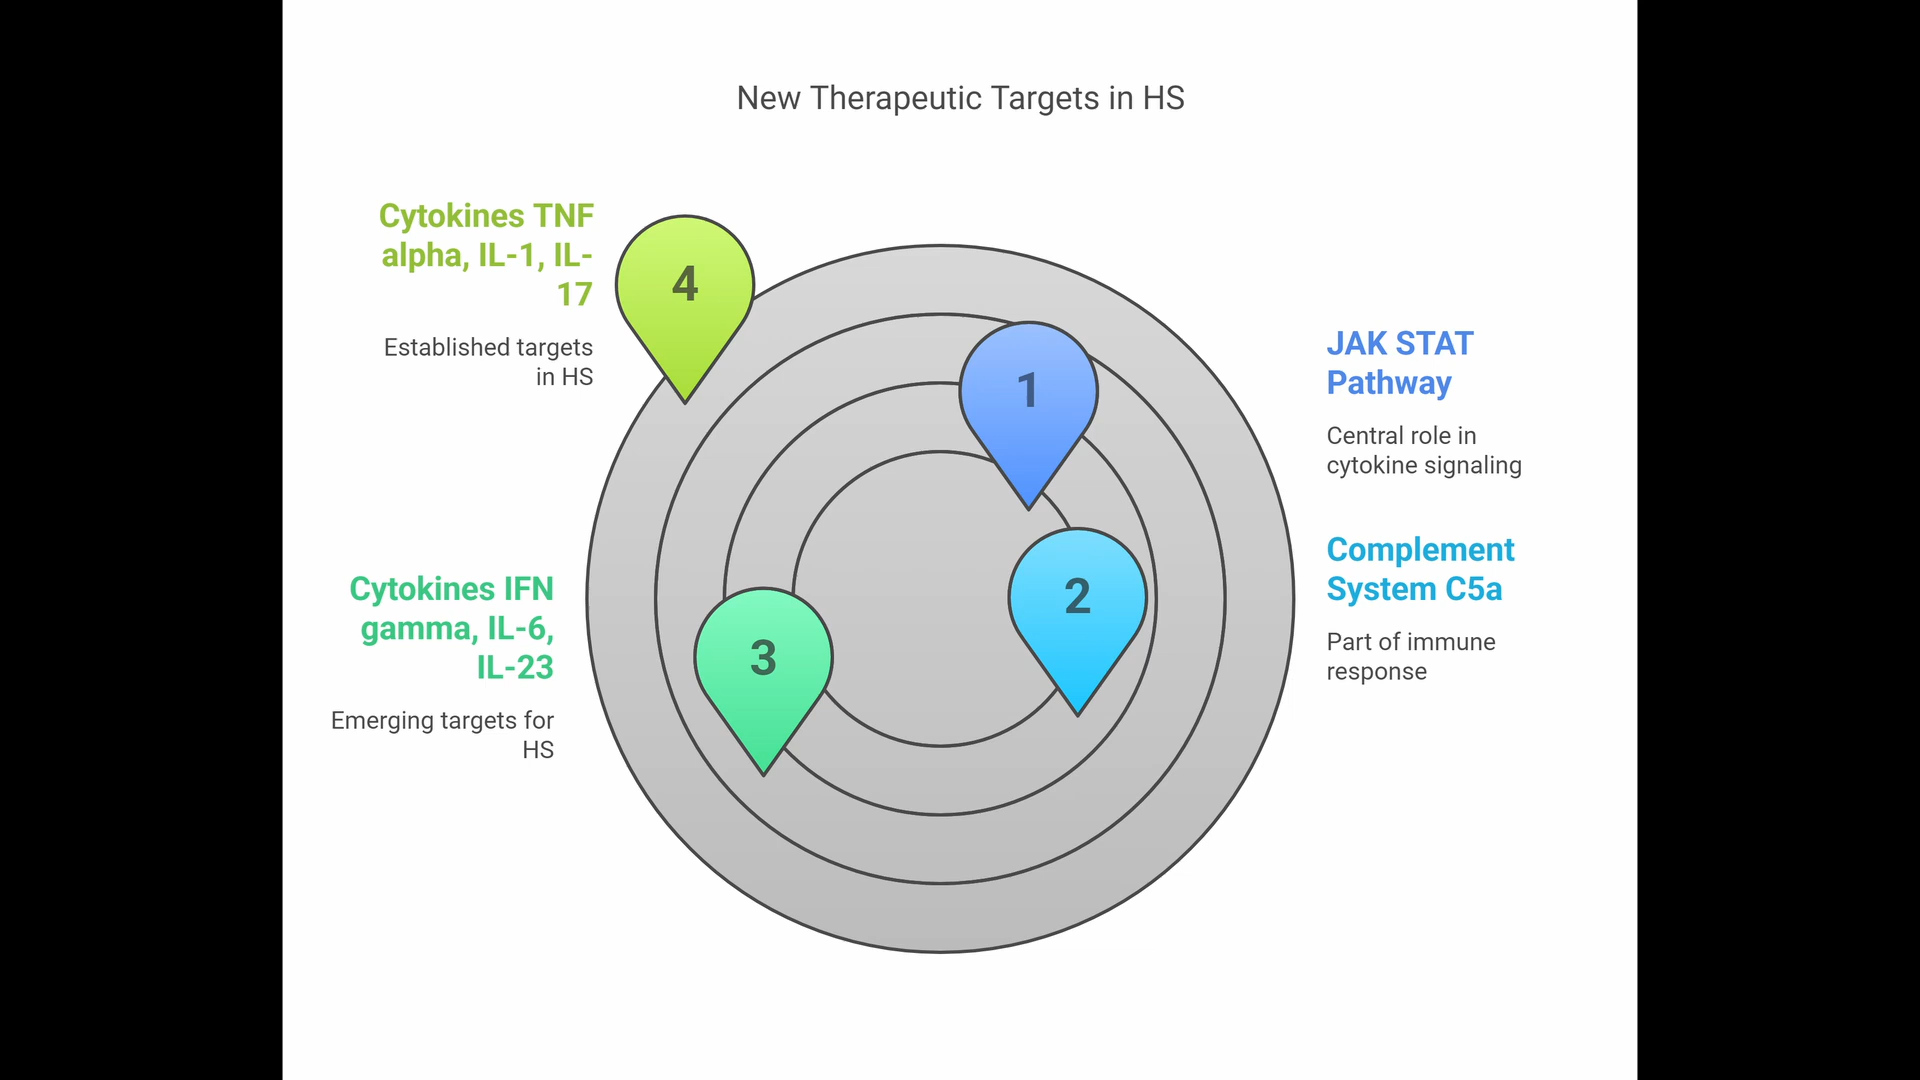 New Therapeutic Targets in HS
Cytokines TNF
alpha, IL-1, IL-
17
Established targets
in HS
4
1
JAK STAT
Pathway
Central role in
cytokine signaling
Cytokines IFN
gamma, IL-6,
IL-23
Emerging targets for
HS
3
2
Complement
System C5a
Part of immune
response